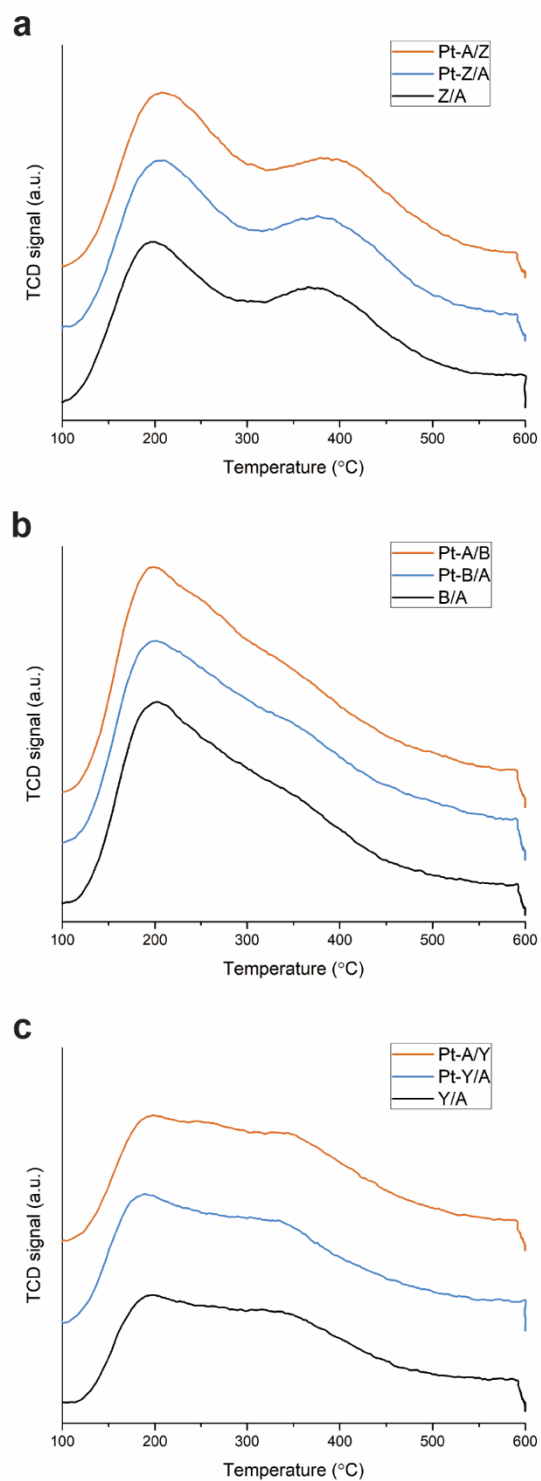 a
Pt-A/Z
Pt-Z/A
Z/A
TCD signal (a.u.)
100 200 300 400 500 600
Temperature (°C)
b
Pt-A/B
Pt-B/A
B/A
TCD signal (a.u.)
100 200 300 400 500 600
Temperature (°C)
c
Pt-A/Y
Pt-Y/A
Y/A
TCD signal (a.u.)
100 200 300 400 500 600
Temperature (°C)